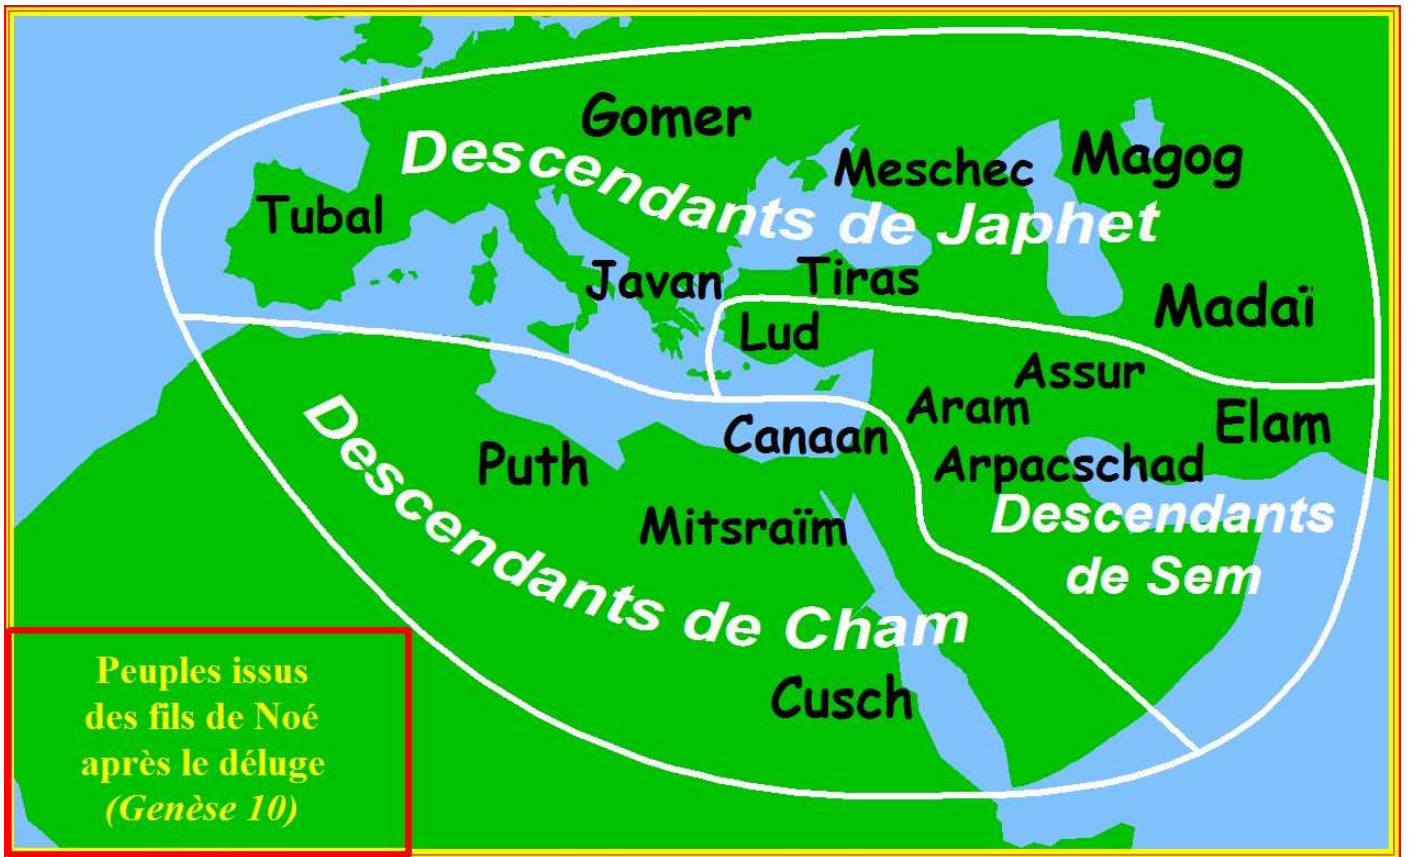 Gomer
Descendants de Japhet
Meschec
Magog
Tubal
Javan
Tiras
Madaï
Lud
Assur
Aram
Elam
Canaan
Arpacschad
Puth
Descendants
de Sem
Mitsraïm
Descendants de Cham
Cusch
Peuples issus
des fils de Noé
après le déluge
(Genèse 10)